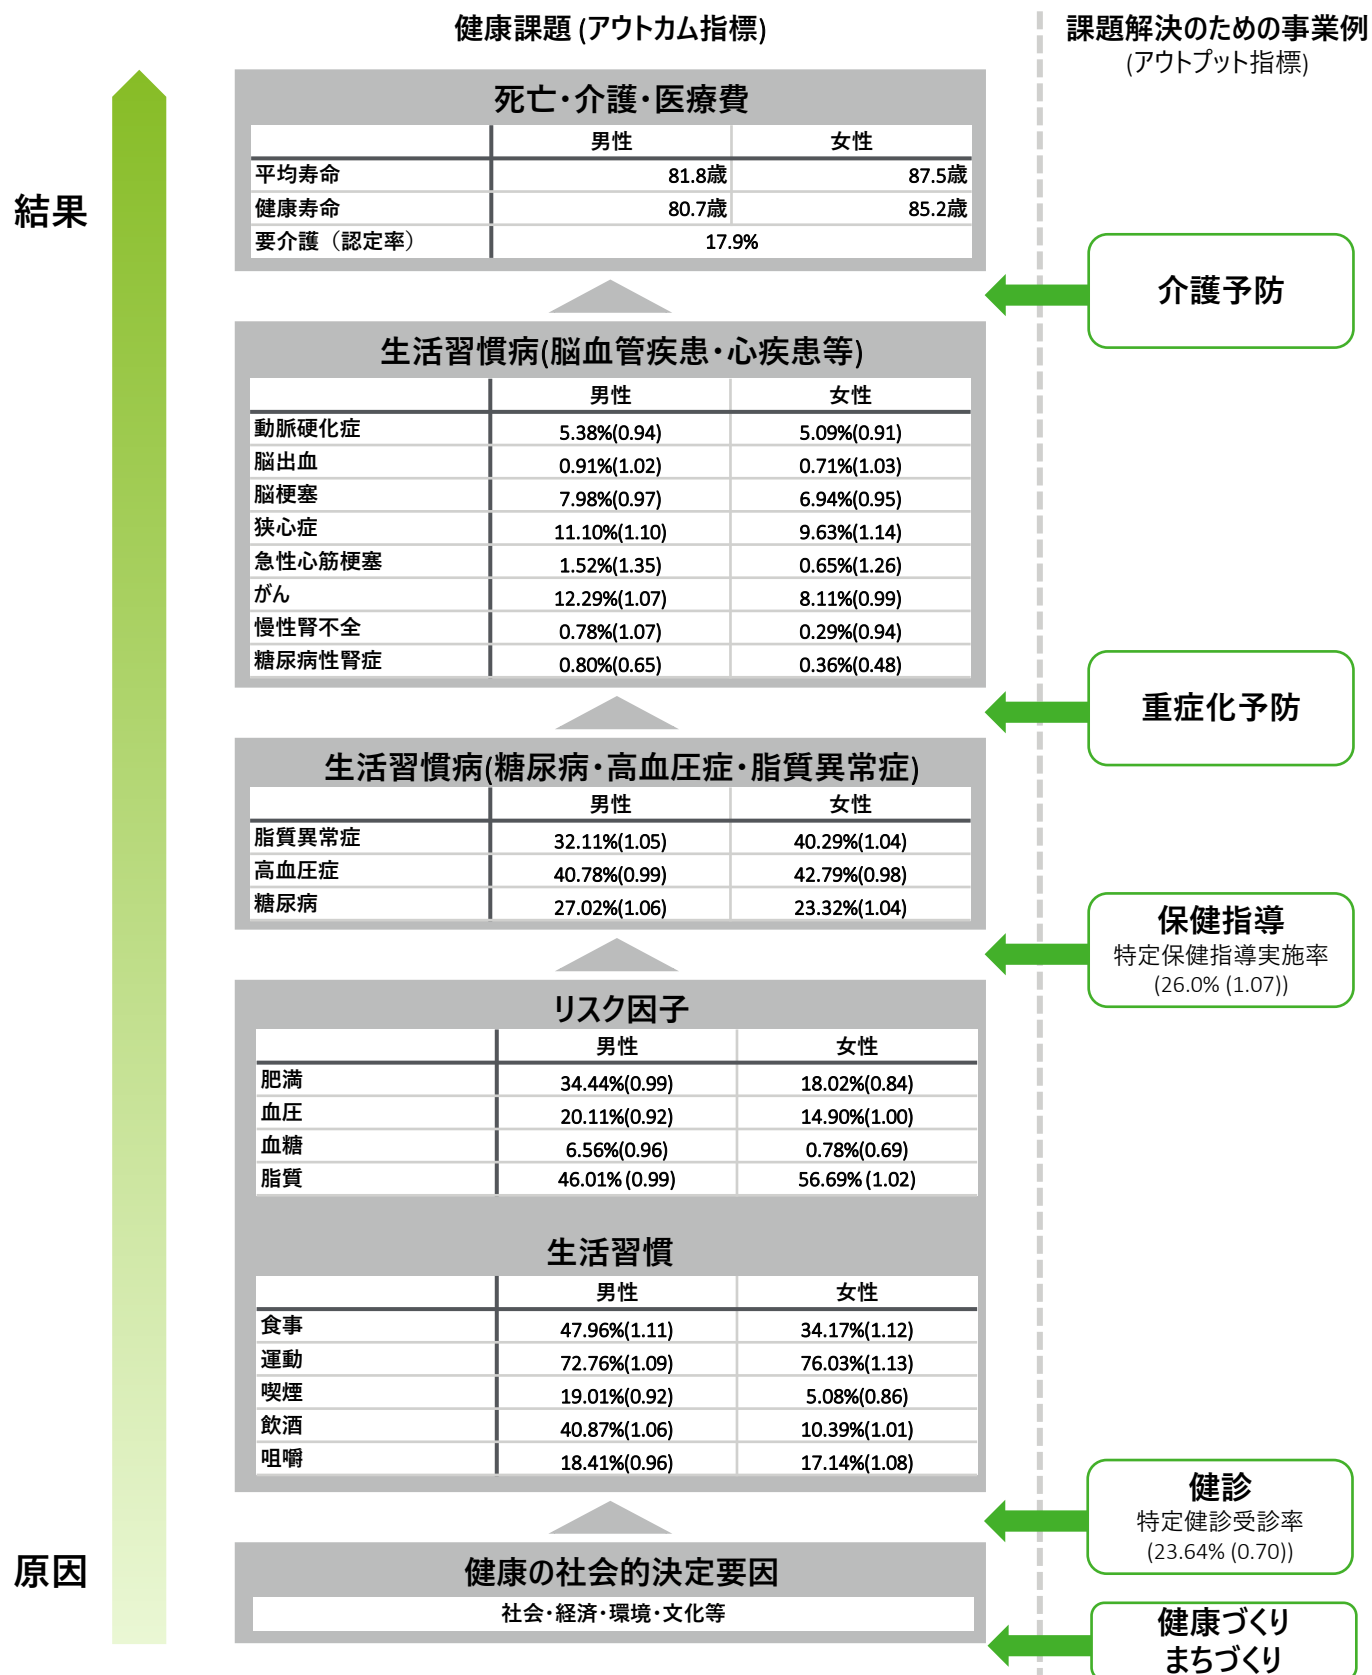 健康課題 (アウトカム指標)
課題解決のための事業例
(アウトプット指標)
結果
死亡・介護・医療費
男性 女性
平均寿命 81.8歳 87.5歳
健康寿命 80.7歳 85.2歳
要介護（認定率） 17.9%
介護予防
生活習慣病(脳血管疾患・心疾患等)
男性 女性
動脈硬化症 5.38%(0.94) 5.09%(0.91)
脳出血 0.91%(1.02) 0.71%(1.03)
脳梗塞 7.98%(0.97) 6.94%(0.95)
狭心症 11.10%(1.10) 9.63%(1.14)
急性心筋梗塞 1.52%(1.35) 0.65%(1.26)
がん 12.29%(1.07) 8.11%(0.99)
慢性腎不全 0.78%(1.07) 0.29%(0.94)
糖尿病性腎症 0.80%(0.65) 0.36%(0.48)
重症化予防
生活習慣病(糖尿病・高血圧症・脂質異常症)
男性 女性
脂質異常症 32.11%(1.05) 40.29%(1.04)
高血圧症 40.78%(0.99) 42.79%(0.98)
糖尿病 27.02%(1.06) 23.32%(1.04)
保健指導
特定保健指導実施率
(26.0% (1.07))
リスク因子
男性 女性
肥満 34.44%(0.99) 18.02%(0.84)
血圧 20.11%(0.92) 14.90%(1.00)
血糖 6.56%(0.96) 0.78%(0.69)
脂質 46.01% (0.99) 56.69% (1.02)
生活習慣
男性 女性
食事 47.96%(1.11) 34.17%(1.12)
運動 72.76%(1.09) 76.03%(1.13)
喫煙 19.01%(0.92) 5.08%(0.86)
飲酒 40.87%(1.06) 10.39%(1.01)
咀嚼 18.41%(0.96) 17.14%(1.08)
健診
特定健診受診率
(23.64% (0.70))
原因
健康の社会的決定要因
社会・経済・環境・文化等
健康づくり
まちづくり